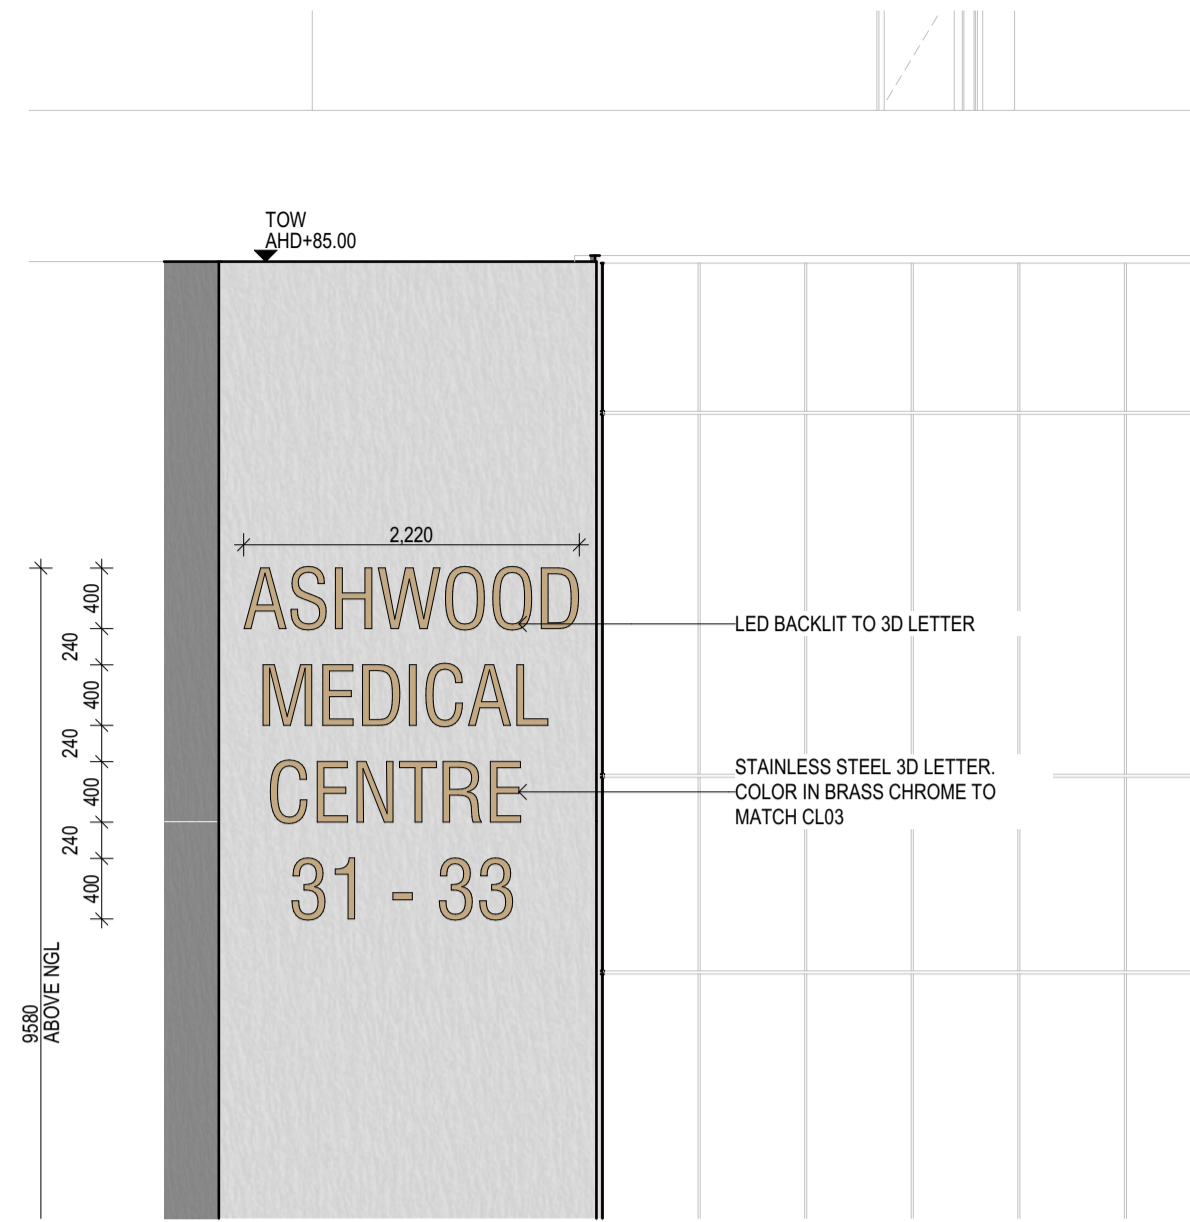 TOW
AHD+85.00
2,220
ASHWOOD
MEDICAL
CENTRE
31 - 33
LED BACKLIT TO 3D LETTER
STAINLESS STEEL 3D LETTER.
COLOR IN BRASS CHROME TO
MATCH CL03
400
240
400
240
400
240
400
9580
ABOVE NGL